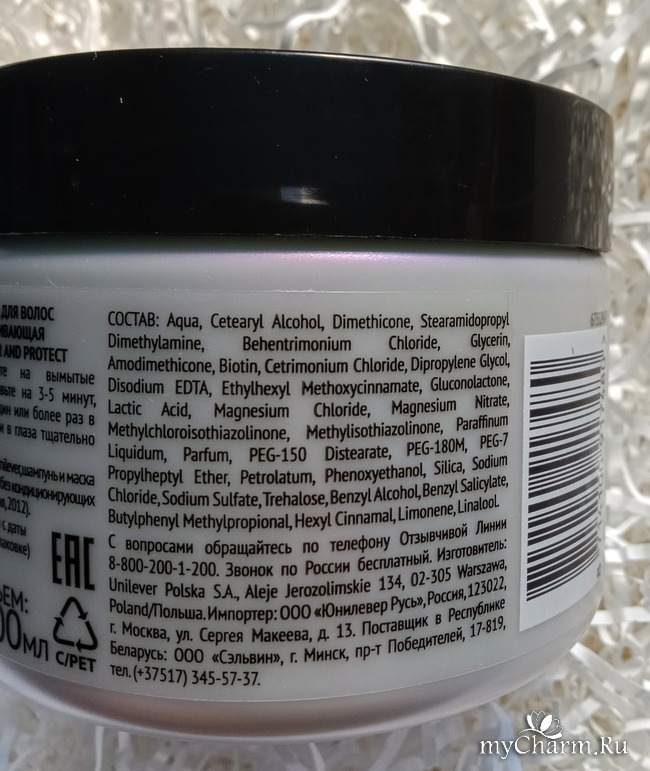 ДЛЯ ВОЛОС
AND PROTECT
на вымытые
на 3-5 минут,
или более раз в
в глаза тщательно
шампунь и маска
без кондиционирующих
2012).
с даты
СОСТАВ: Aqua, Cetearyl Alcohol, Dimethicone, Stearamidopropyl
Dimethylamine, Behentrimonium Chloride, Glycerin,
Amodimethicone, Biotin, Cetrimonium Chloride, Dipropylene Glycol,
Disodium EDTA, Ethylhexyl Methoxycinnamate, Gluconolactone,
Lactic Acid, Magnesium Chloride, Magnesium Nitrate,
Methylchloroisothiazolinone, Methylisothiazolinone, Paraffinum
Liquidum, Parfum, PEG-150 Distearate, PEG-180M, PEG-7
Propylheptyl Ether, Petrolatum, Phenoxyethanol, Silica, Sodium
Chloride, Sodium Sulfate, Trehalose, Benzyl Alcohol, Benzyl Salicylate,
Butylphenyl Methylpropional, Hexyl Cinnamal, Limonene, Linalool.
С вопросами обращайтесь по телефону Отзывчивой Линии
8-800-200-1-200. Звонок по России бесплатный. Изготовитель:
Unilever Polska S.A., Aleje Jerozolimskie 134, 02-305 Warszawa,
Poland/Польша. Импортер: ООО «Юнилевер Русь», Россия, 123022,
г. Москва, ул. Сергея Макеева, д. 13. Поставщик в Республике
Беларусь: ООО «Сэльвин», г. Минск, пр-т Победителей, 17-819,
тел. (+37517) 345-57-37.
EAC
C/PET
myCharm.Ru